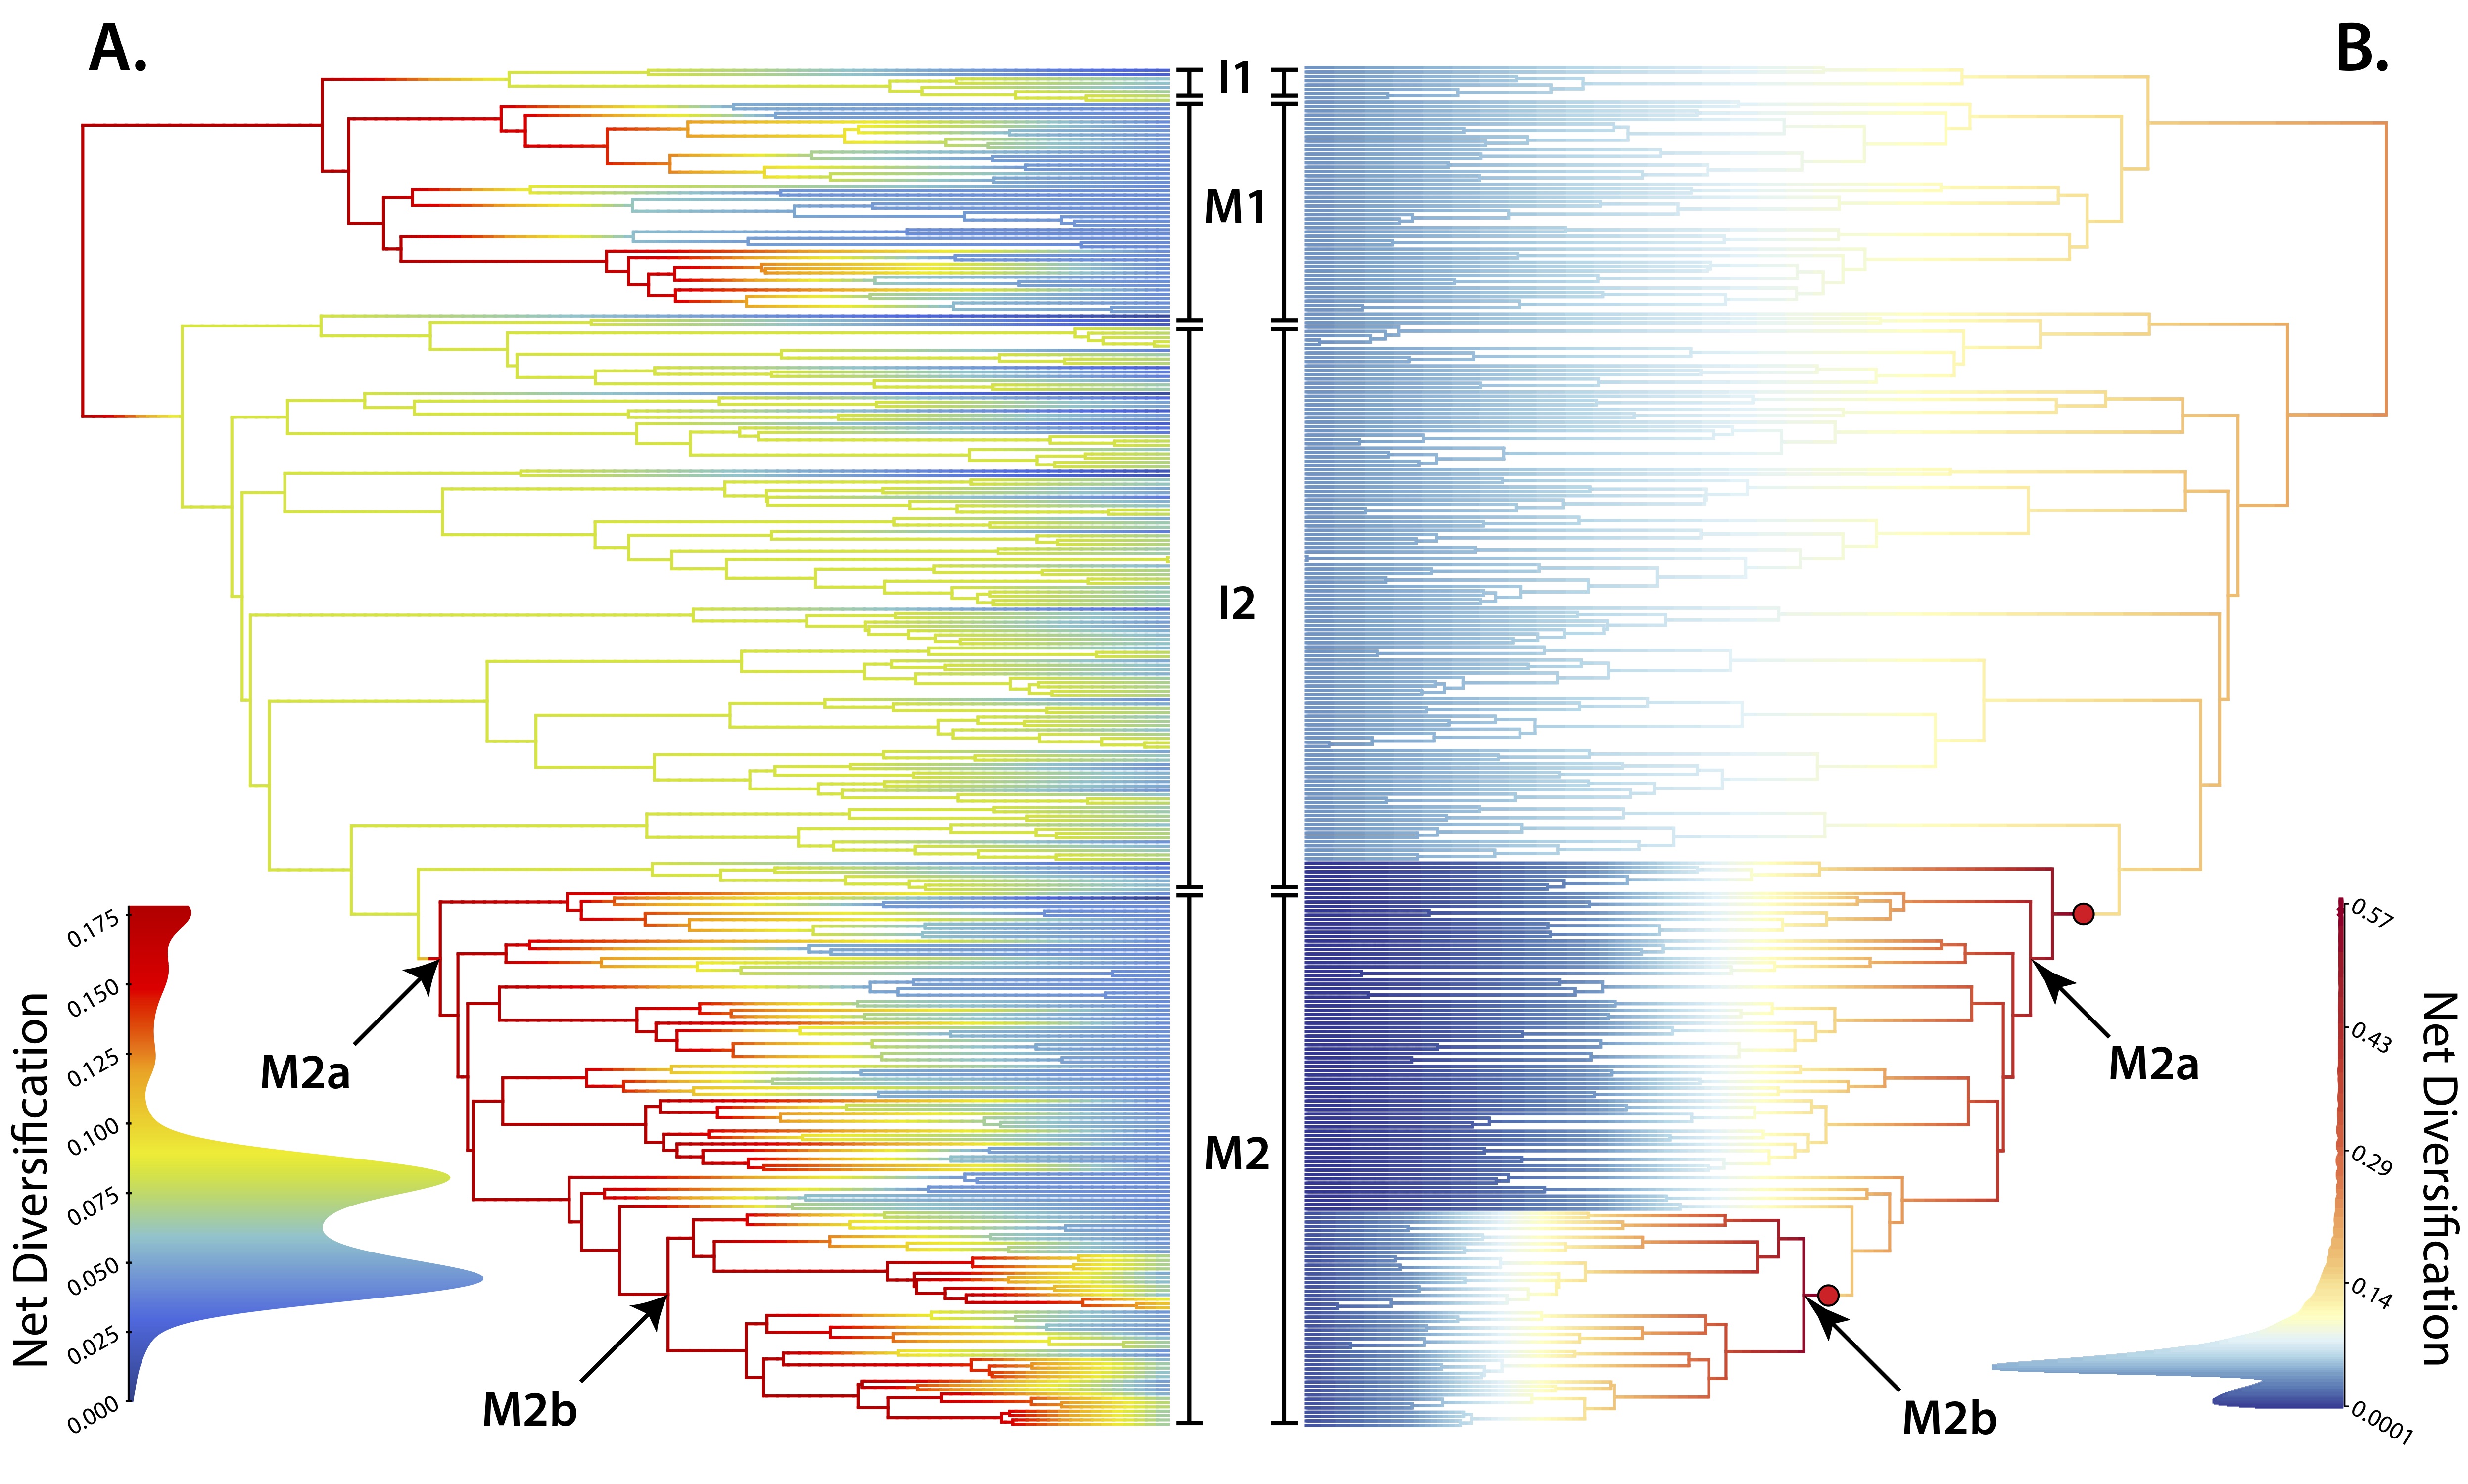 A.
B.
I1
M1
I2
M2
M2a
M2b
M2a
M2b
Net Diversification
0.175
0.150
0.125
0.100
0.075
0.050
0.025
0.000
Net Diversification
0.57
0.43
0.29
0.14
0.0001